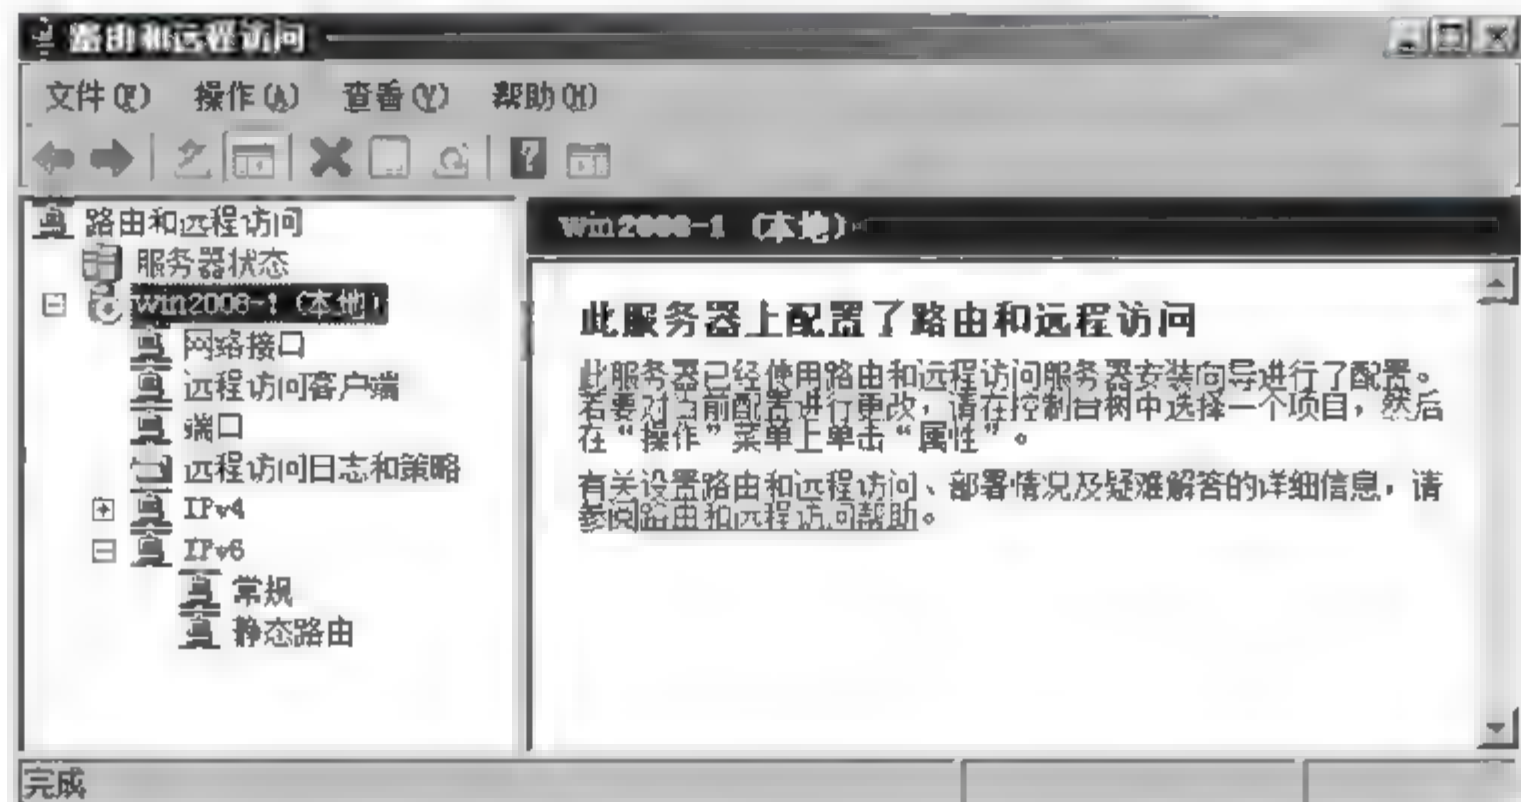 路由和远程访问
文件(F) 操作(A) 查看(V) 帮助(H)
路由和远程访问
服务器状态
win2008-1 (本地)
网络接口
远程访问客户端
端口
远程访问日志和策略
IPv4
IPv6
常规
静态路由
win2008-1 (本地)
此服务器上配置了路由和远程访问
此服务器已经使用路由和远程访问服务器安装向导进行了配置。
若要对当前配置进行更改，请在控制台树中选择一个项目，然后
在“操作”菜单上单击“属性”。
有关设置路由和远程访问、部署情况及疑难解答的详细信息，请
参阅路由和远程访问帮助。
完成